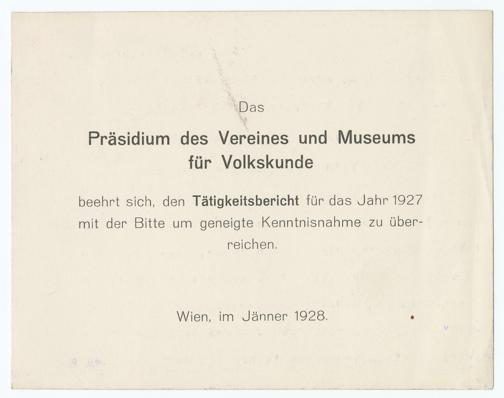 Das
Präsidium des Vereines und Museums
für Volkskunde
beehrt sich, den Tätigkeitsbericht für das Jahr 1927
mit der Bitte um geneigte Kenntnisnahme zu über-
reichen.
Wien, im Jänner 1928.